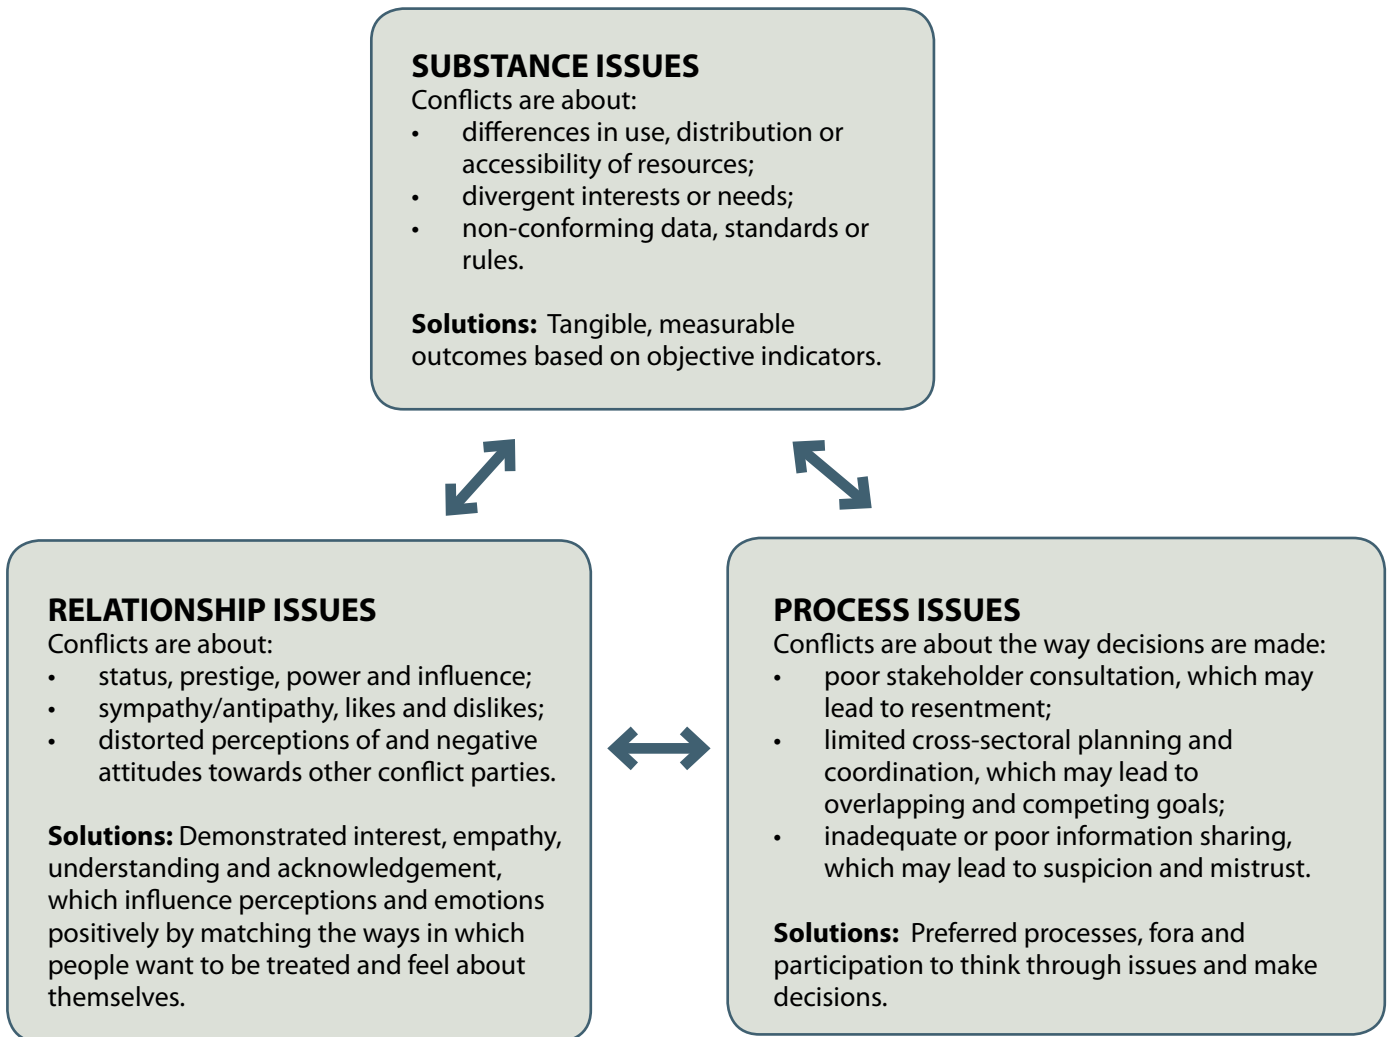 SUBSTANCE ISSUES
Conflicts are about:
• differences in use, distribution or
accessibility of resources;
• divergent interests or needs;
• non-conforming data, standards or
rules.
Solutions: Tangible, measurable
outcomes based on objective indicators.
RELATIONSHIP ISSUES
Conflicts are about:
• status, prestige, power and influence;
• sympathy/antipathy, likes and dislikes;
• distorted perceptions of and negative
attitudes towards other conflict parties.
Solutions: Demonstrated interest, empathy,
understanding and acknowledgement,
which influence perceptions and emotions
positively by matching the ways in which
people want to be treated and feel about
themselves.
PROCESS ISSUES
Conflicts are about the way decisions are made:
• poor stakeholder consultation, which may
lead to resentment;
• limited cross-sectoral planning and
coordination, which may lead to
overlapping and competing goals;
• inadequate or poor information sharing,
which may lead to suspicion and mistrust.
Solutions: Preferred processes, fora and
participation to think through issues and make
decisions.